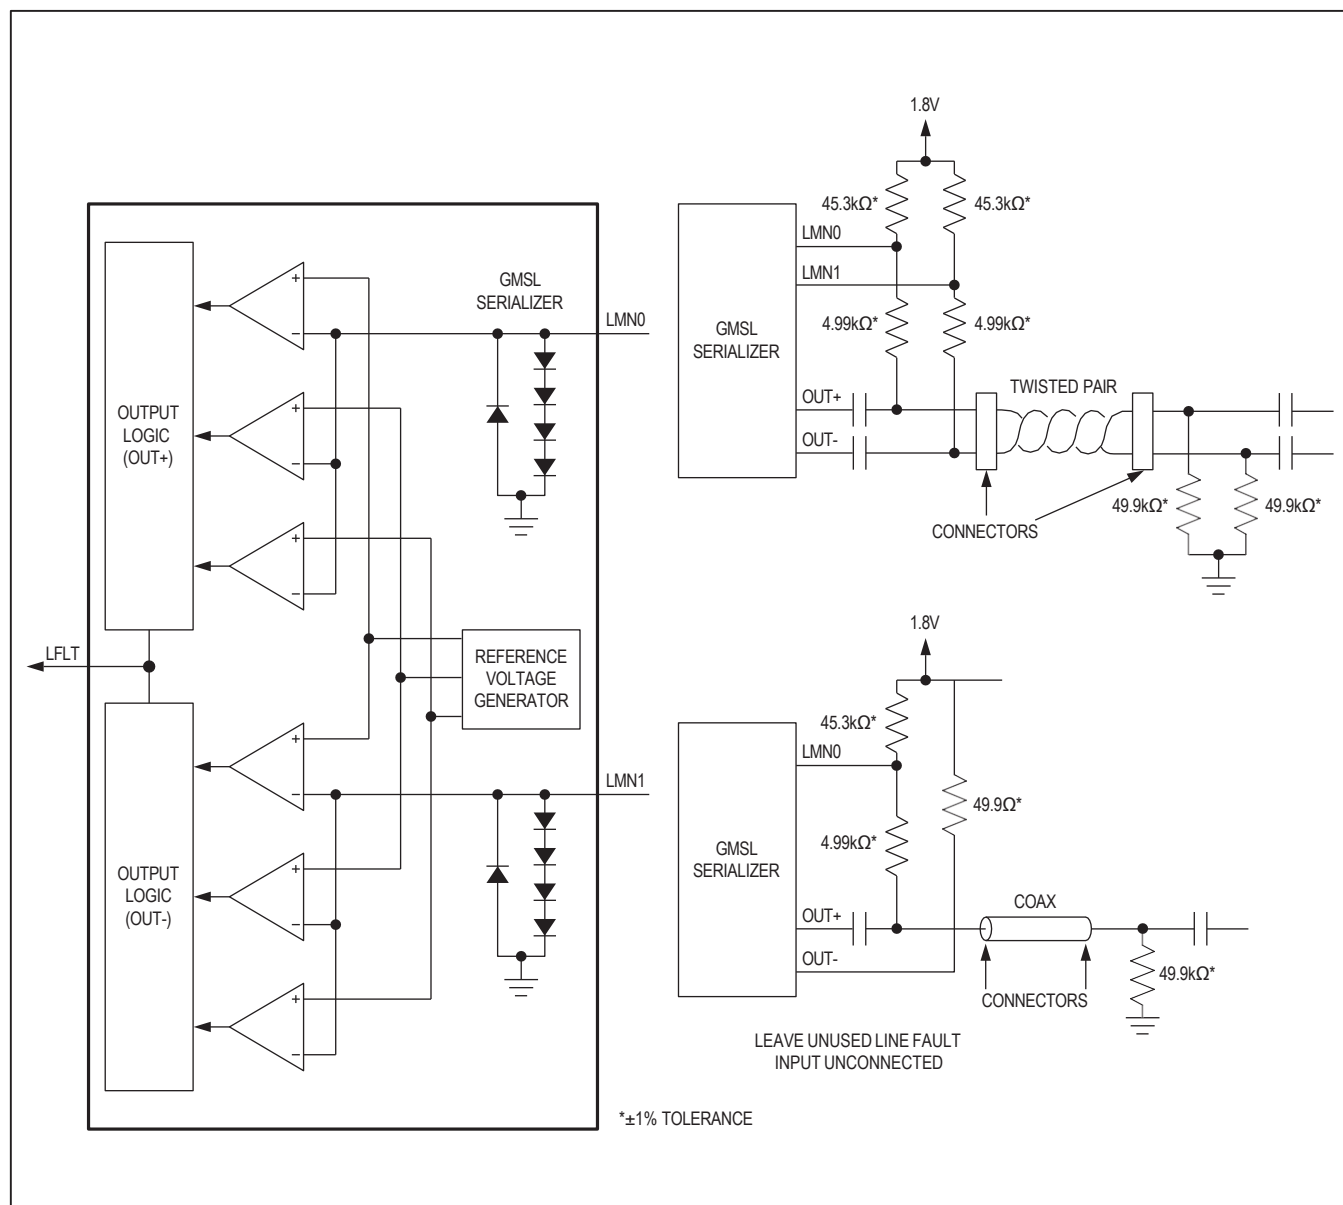 GMSL
SERIALIZER
LMN0
OUTPUT
LOGIC
(OUT+)
+
−
+
−
+
−
LFLT
REFERENCE
VOLTAGE
GENERATOR
LMN1
OUTPUT
LOGIC
(OUT-)
+
−
+
−
+
−
1.8V
45.3kΩ*
45.3kΩ*
LMN0
LMN1
4.99kΩ*
4.99kΩ*
GMSL
SERIALIZER
TWISTED PAIR
OUT+
OUT-
CONNECTORS
49.9kΩ*
49.9kΩ*
1.8V
45.3kΩ*
LMN0
49.9Ω*
4.99kΩ*
GMSL
SERIALIZER
COAX
OUT+
OUT-
CONNECTORS
49.9kΩ*
LEAVE UNUSED LINE FAULT
INPUT UNCONNECTED
*±1% TOLERANCE